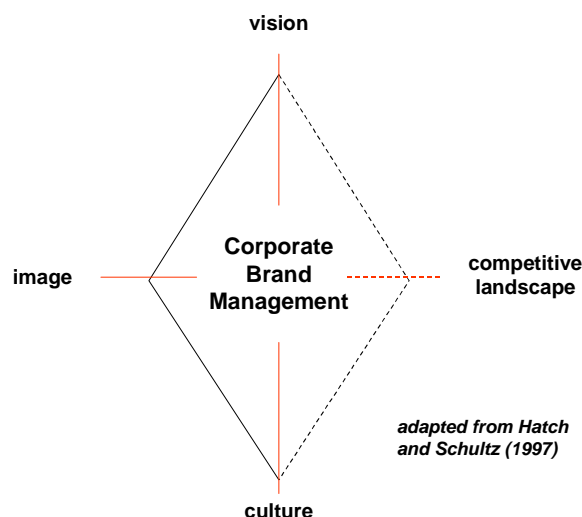 vision
Corporate
Brand
Management
image
competitive
landscape
adapted from Hatch
and Schultz (1997)
culture